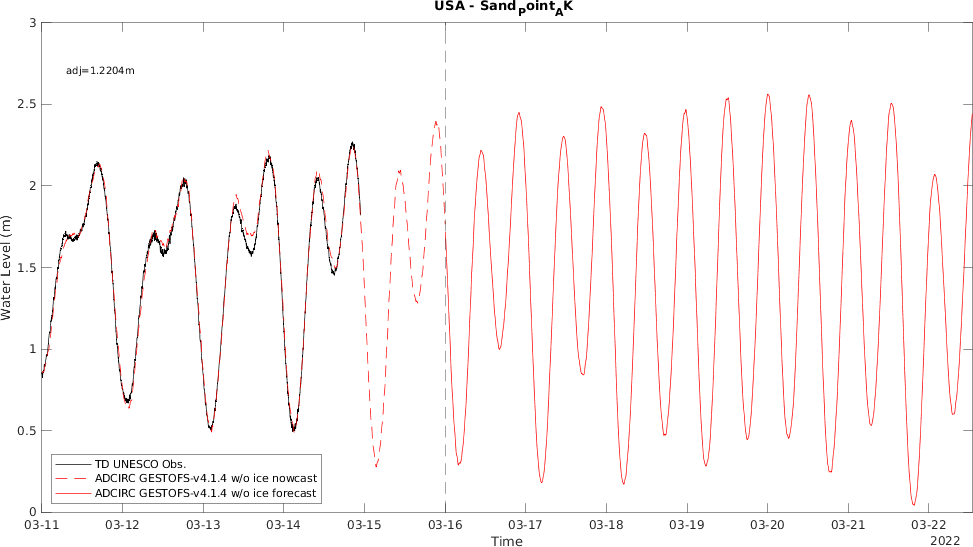 USA - Sand_Point_AK
3
adj=1.2204m
2.5
2
1.5
1
0.5
0
Water Level (m)
TD UNESCO Obs.
ADCIRC GESTOFS-v4.1.4 w/o ice nowcast
ADCIRC GESTOFS-v4.1.4 w/o ice forecast
03-11 03-12 03-13 03-14 03-15 03-16 03-17 03-18 03-19 03-20 03-21 03-22
Time
2022